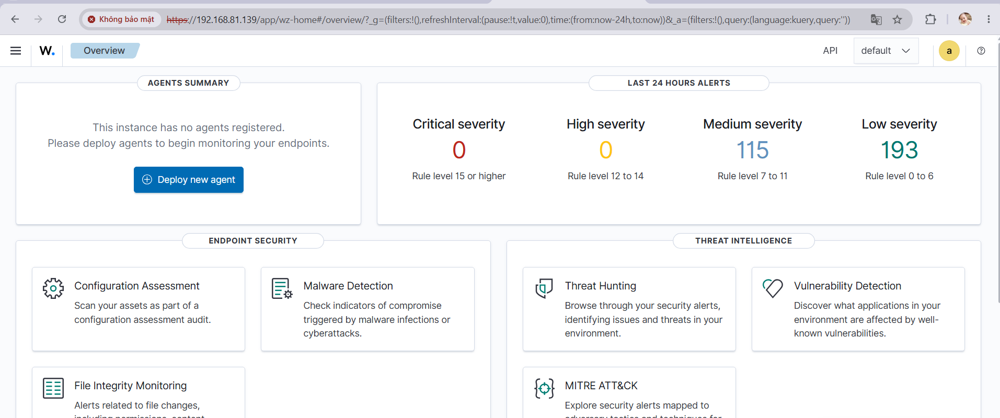 Không bảo mật
https://192.168.81.139/app/wz-home#/overview/?_g=(filters:!(),refreshInterval:(pause:!t,value:0),time:(from:now-24h,to:now))&_a=(filters:!(),query:(language:kuery,query:''))
W.
Overview
API
default
a
AGENTS SUMMARY
This instance has no agents registered.
Please deploy agents to begin monitoring your endpoints.
Deploy new agent
LAST 24 HOURS ALERTS
Critical severity
0
Rule level 15 or higher
High severity
0
Rule level 12 to 14
Medium severity
115
Rule level 7 to 11
Low severity
193
Rule level 0 to 6
ENDPOINT SECURITY
Configuration Assessment
Scan your assets as part of a
configuration assessment audit.
Malware Detection
Check indicators of compromise
triggered by malware infections or
cyberattacks.
File Integrity Monitoring
Alerts related to file changes,
including permissions, content,
THREAT INTELLIGENCE
Threat Hunting
Browse through your security alerts,
identifying issues and threats in your
environment.
Vulnerability Detection
Discover what applications in your
environment are affected by well-
known vulnerabilities.
MITRE ATT&CK
Explore security alerts mapped to
adversary tactics and techniques for